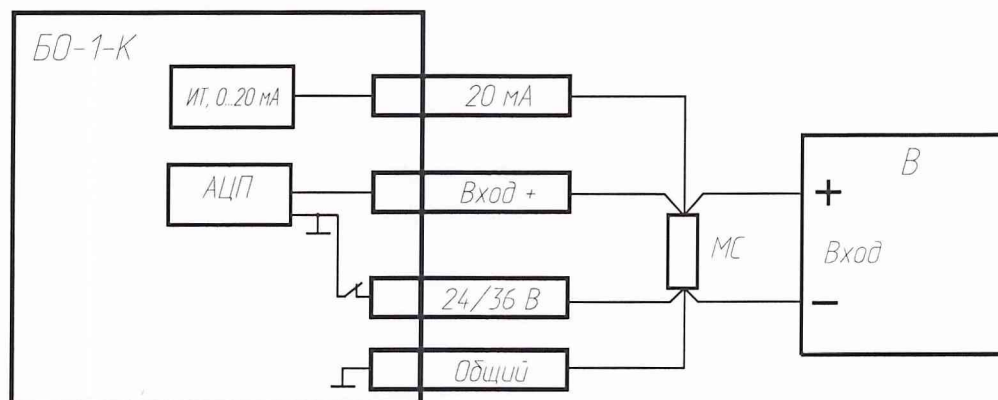 БО-1-К
ИТ, 0...20 мА
20 мА
АЦП
Вход +
24/36 В
Общий
МС
В
+
Вход
−